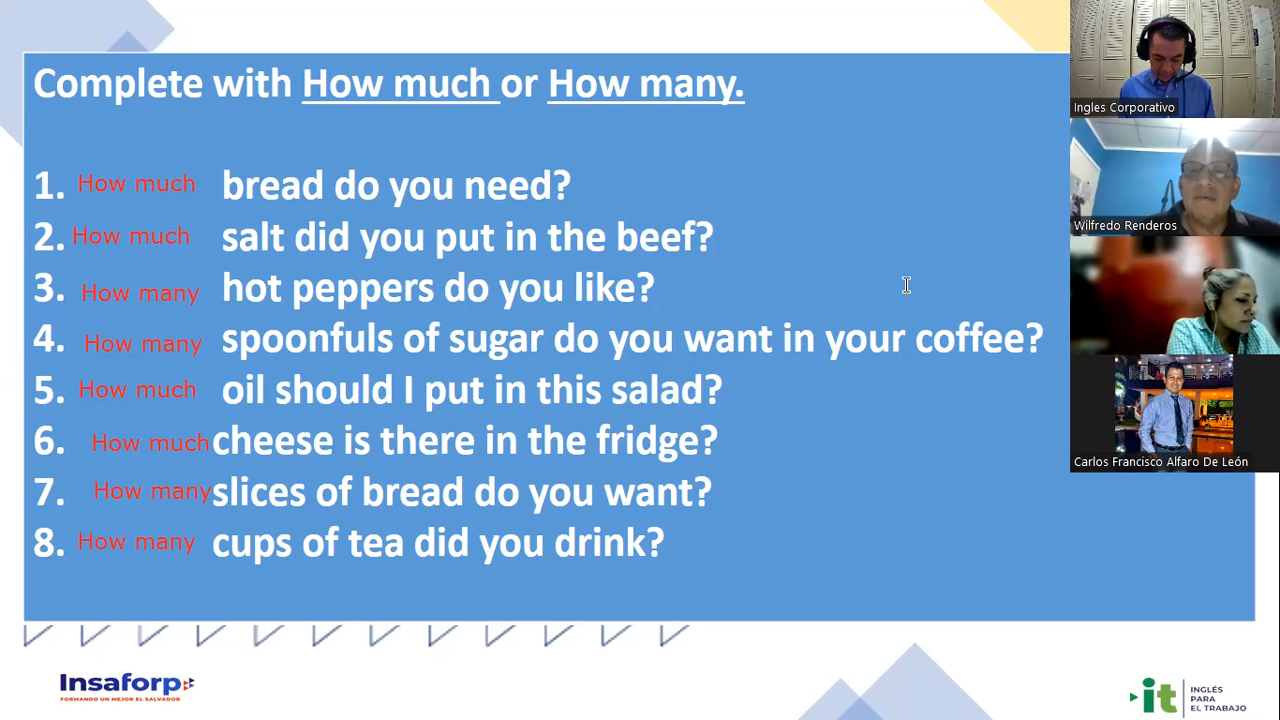 Complete with How much or How many.
1. How much bread do you need?
2. How much salt did you put in the beef?
3. How many hot peppers do you like?
4. How many spoonfuls of sugar do you want in your coffee?
5. How much oil should I put in this salad?
6. How much cheese is there in the fridge?
7. How many slices of bread do you want?
8. How many cups of tea did you drink?
Insaforp
FORMANDO UN MEJOR EL SALVADOR
it INGLÉS
PARA
EL TRABAJO
Ingles Corporativo
Wilfredo Renderos
Carlos Francisco Alfaro De León